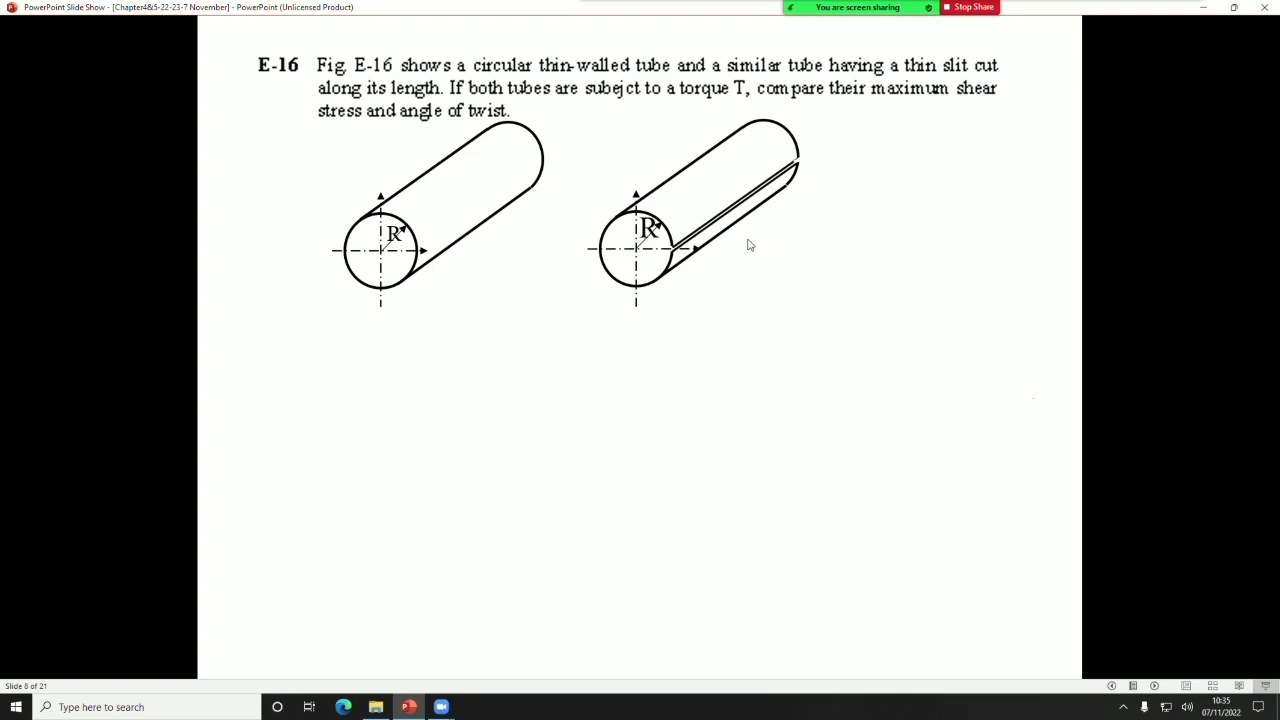 PowerPoint Slide Show - [Chapter4&5-22-23-7 November] - PowerPoint (Unlicensed Product)
You are screen sharing
Stop Share
E-16 Fig. E-16 shows a circular thin-walled tube and a similar tube having a thin slit cut
along its length. If both tubes are subejct to a torque T, compare their maximum shear
stress and angle of twist.
R
R
Slide 8 of 21
Type here to search
10:35
07/11/2022